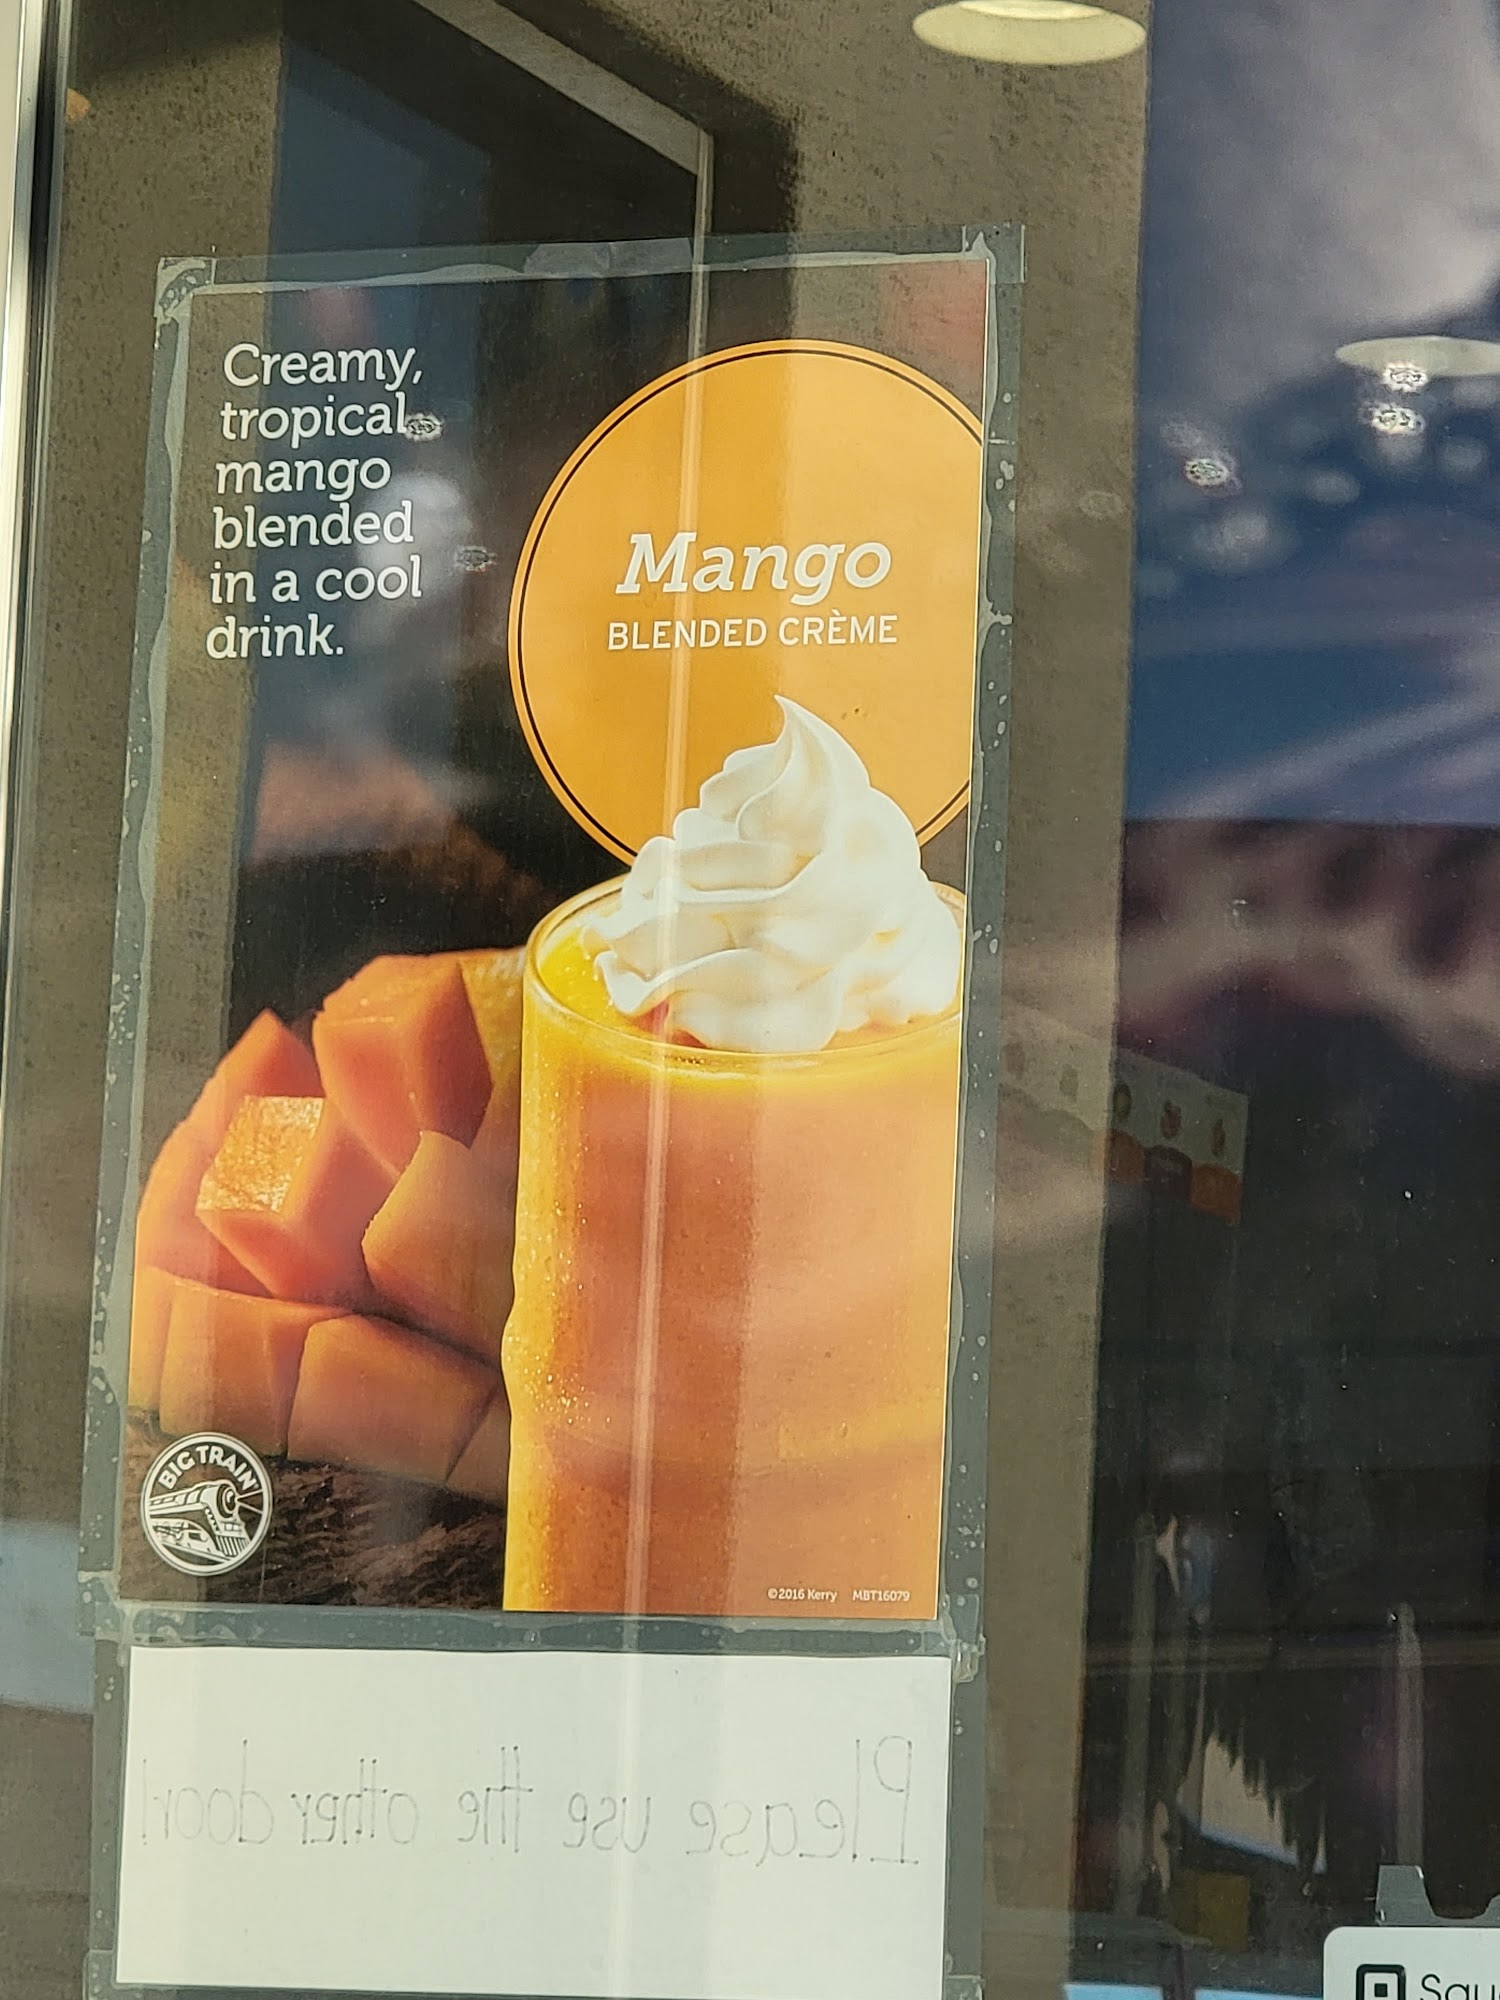 Creamy,
tropical
mango
blended
in a cool
drink.
Mango
BLENDED CRÈME
BIG TRAIN
©2016 Kerry MBT16079
Please use the other door!